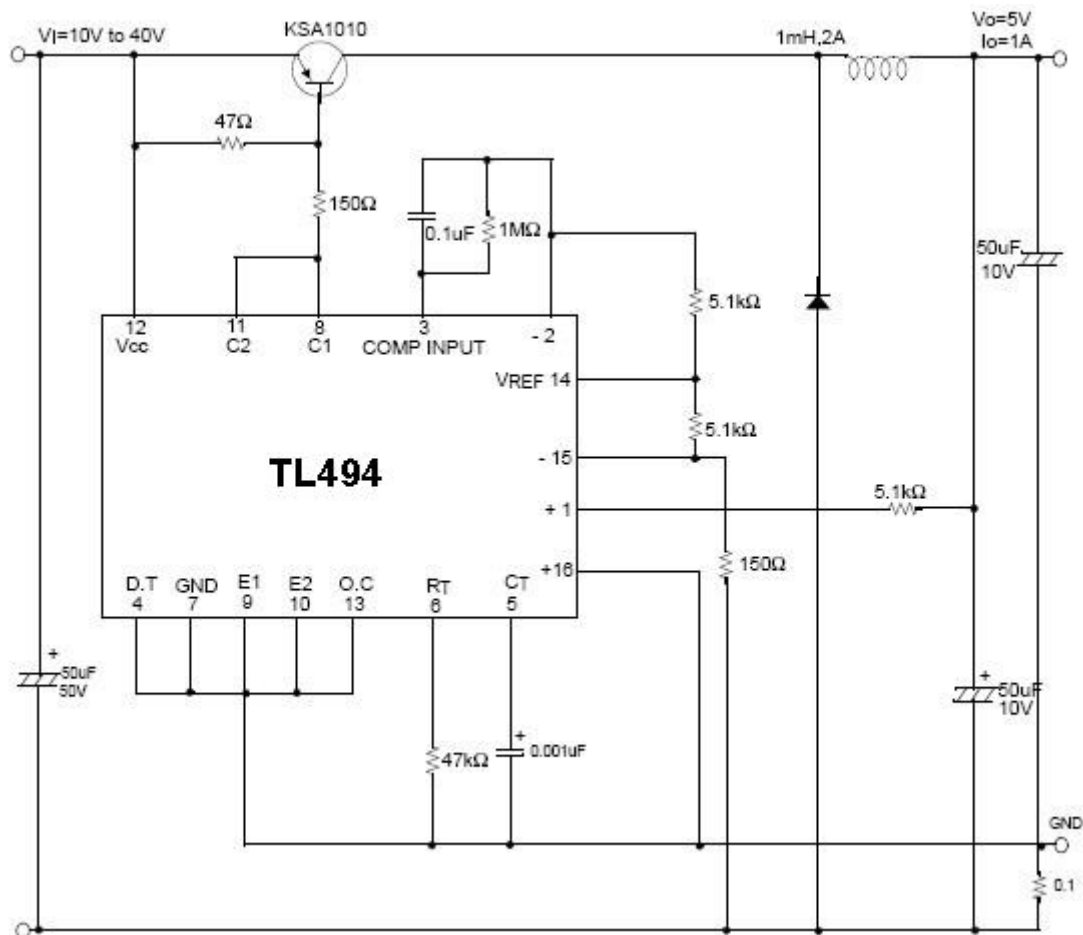 VI=10V to 40V
KSA1010
1mH,2A
Vo=5V
Io=1A
47Ω
150Ω
0.1uF
1MΩ
5.1kΩ
50uF
10V
12
Vcc
11
C2
8
C1
3
COMP INPUT
- 2
VREF 14
5.1kΩ
TL494
- 15
5.1kΩ
+ 1
150Ω
+16
D.T
4
GND
7
E1
9
E2
10
O.C
13
RT
6
CT
5
+
50uF
50V
+
50uF
10V
47kΩ
+
0.001uF
GND
0.1